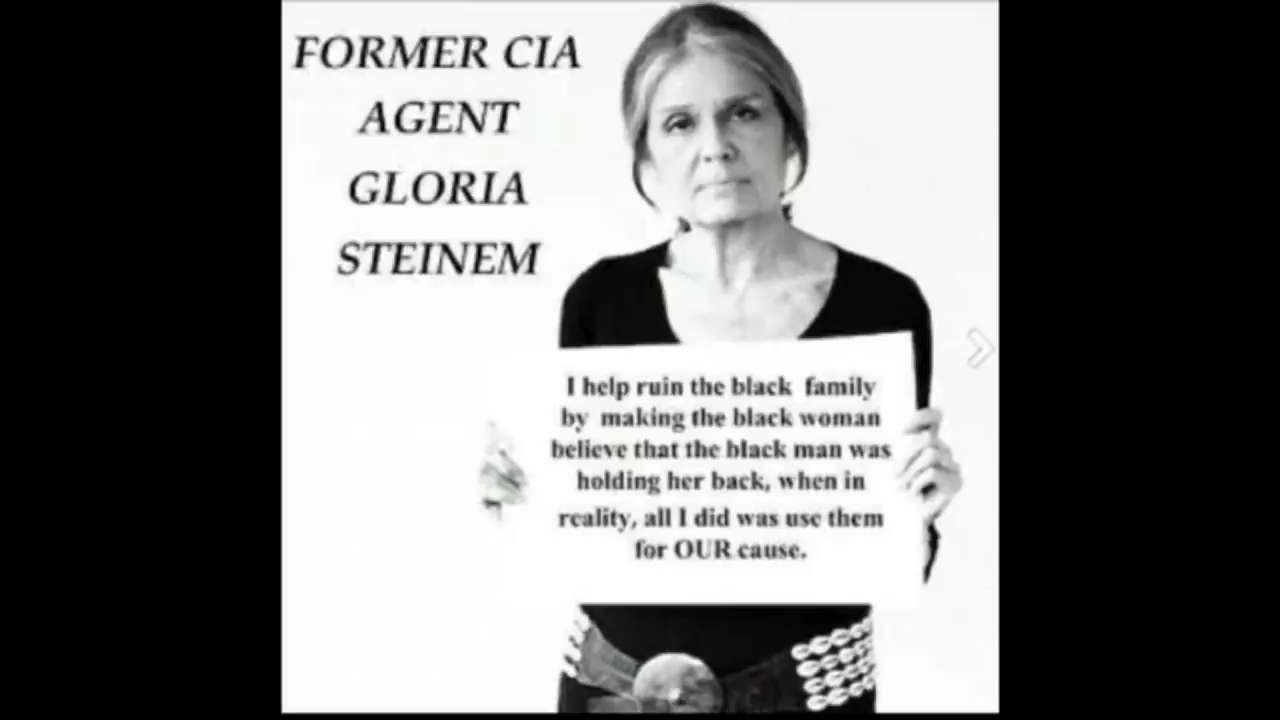 FORMER CIA
AGENT
GLORIA
STEINEM
I help ruin the black family
by making the black woman
believe that the black man was
holding her back, when in
reality, all I did was use them
for OUR cause.